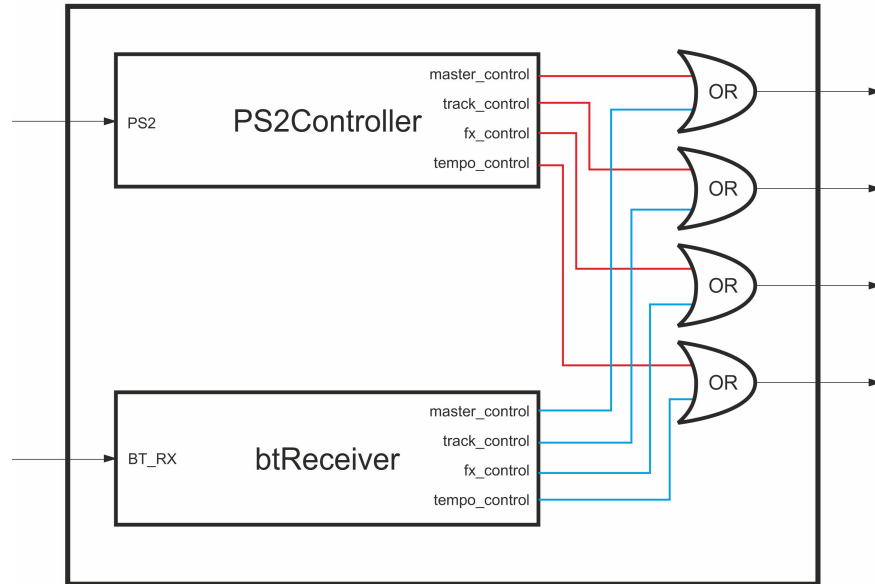 master_control
track_control
fx_control
tempo_control
PS2
PS2Controller
OR
OR
OR
OR
master_control
track_control
fx_control
tempo_control
BT_RX
btReceiver